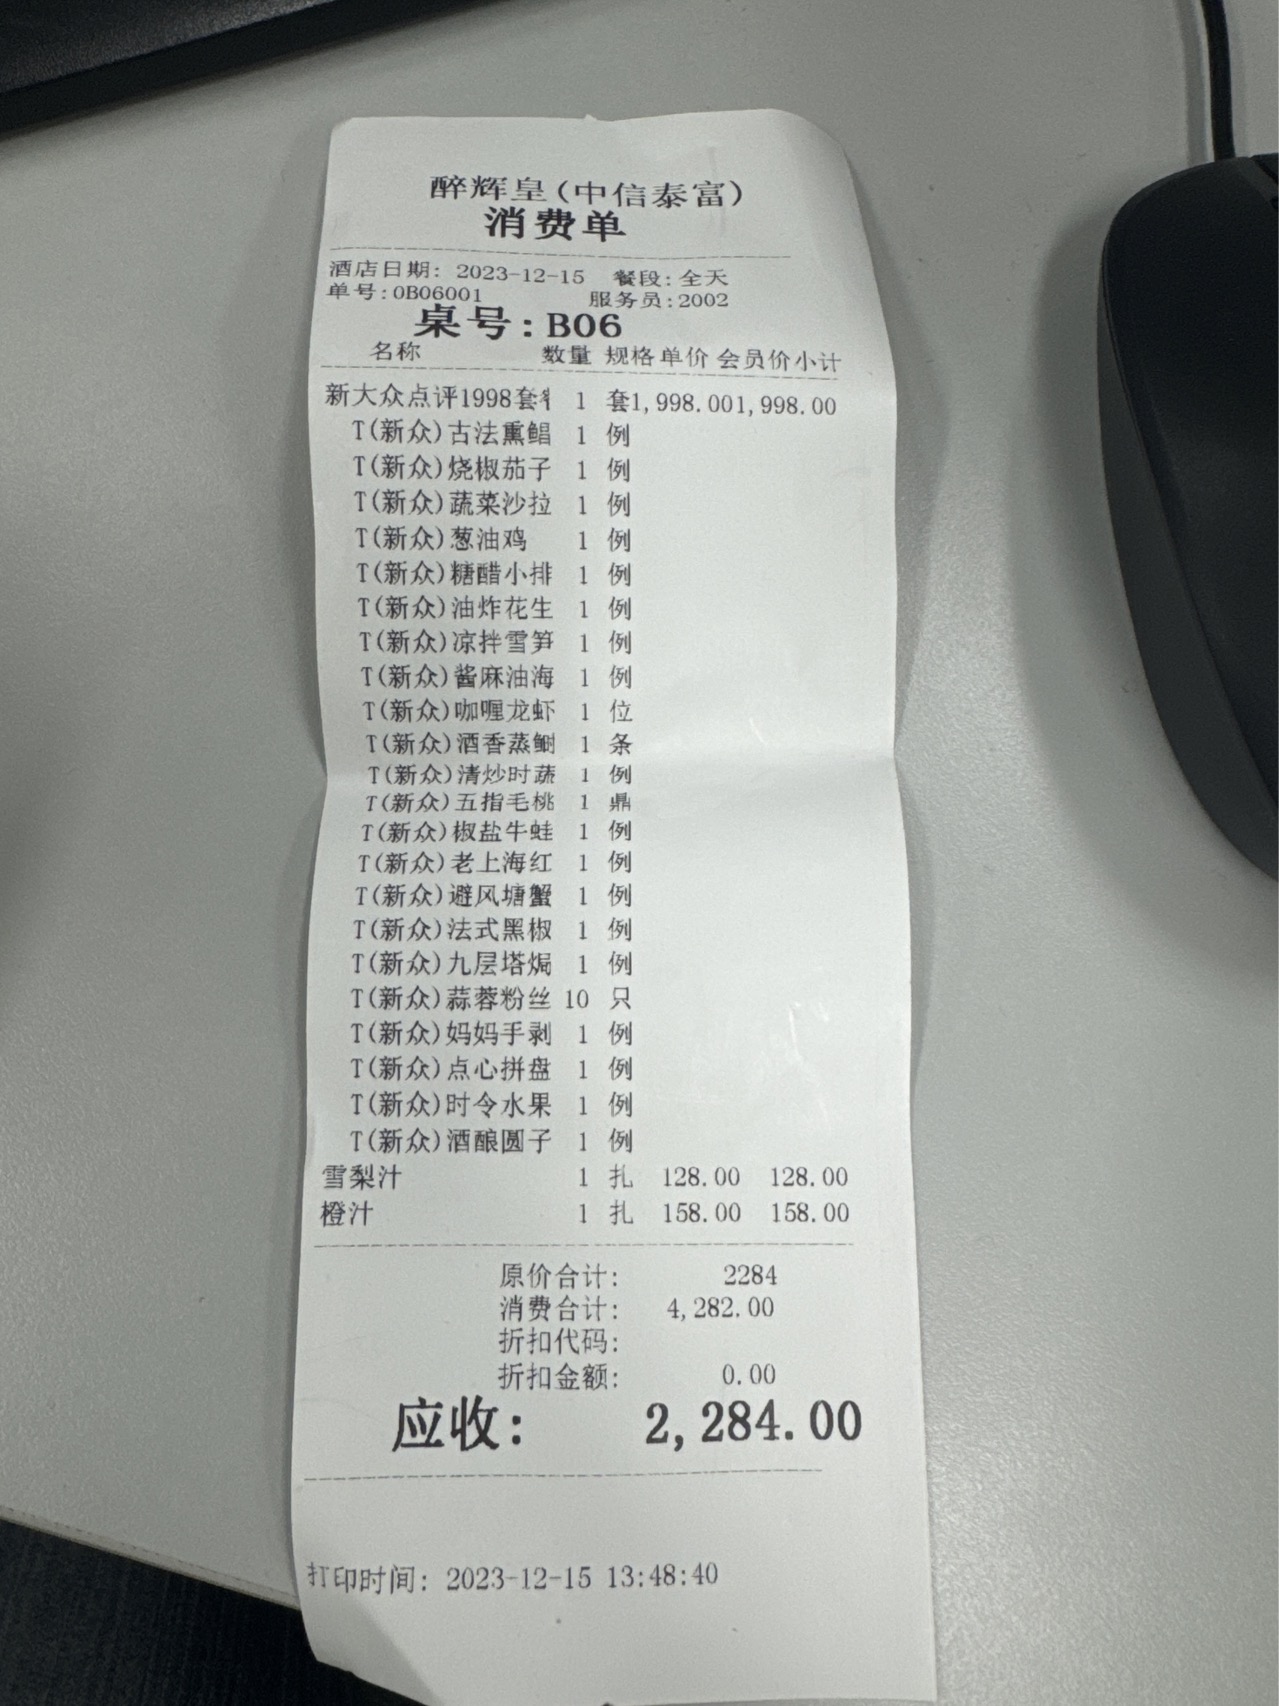 醉辉皇(中信泰富)
消费单
酒店日期: 2023-12-15 餐段: 全天
单号:0B06001 服务员:2002
桌号:B06
名称 数量 规格 单价 会员价 小计
新大众点评1998套 1 套1,998.001,998.00
T(新众)古法熏鲳 1 例
T(新众)烧椒茄子 1 例
T(新众)蔬菜沙拉 1 例
T(新众)葱油鸡 1 例
T(新众)糖醋小排 1 例
T(新众)油炸花生 1 例
T(新众)凉拌雪笋 1 例
T(新众)酱麻油海 1 例
T(新众)咖喱龙虾 1 位
T(新众)酒香蒸鲥 1 条
T(新众)清炒时蔬 1 例
T(新众)五指毛桃 1 鼎
T(新众)椒盐牛蛙 1 例
T(新众)老上海红 1 例
T(新众)避风塘蟹 1 例
T(新众)法式黑椒 1 例
T(新众)九层塔焗 1 例
T(新众)蒜蓉粉丝 10 只
T(新众)妈妈手剥 1 例
T(新众)点心拼盘 1 例
T(新众)时令水果 1 例
T(新众)酒酿圆子 1 例
雪梨汁 1 扎 128.00 128.00
橙汁 1 扎 158.00 158.00
原价合计: 2284
消费合计: 4,282.00
折扣代码:
折扣金额: 0.00
应收: 2,284.00
打印时间: 2023-12-15 13:48:40